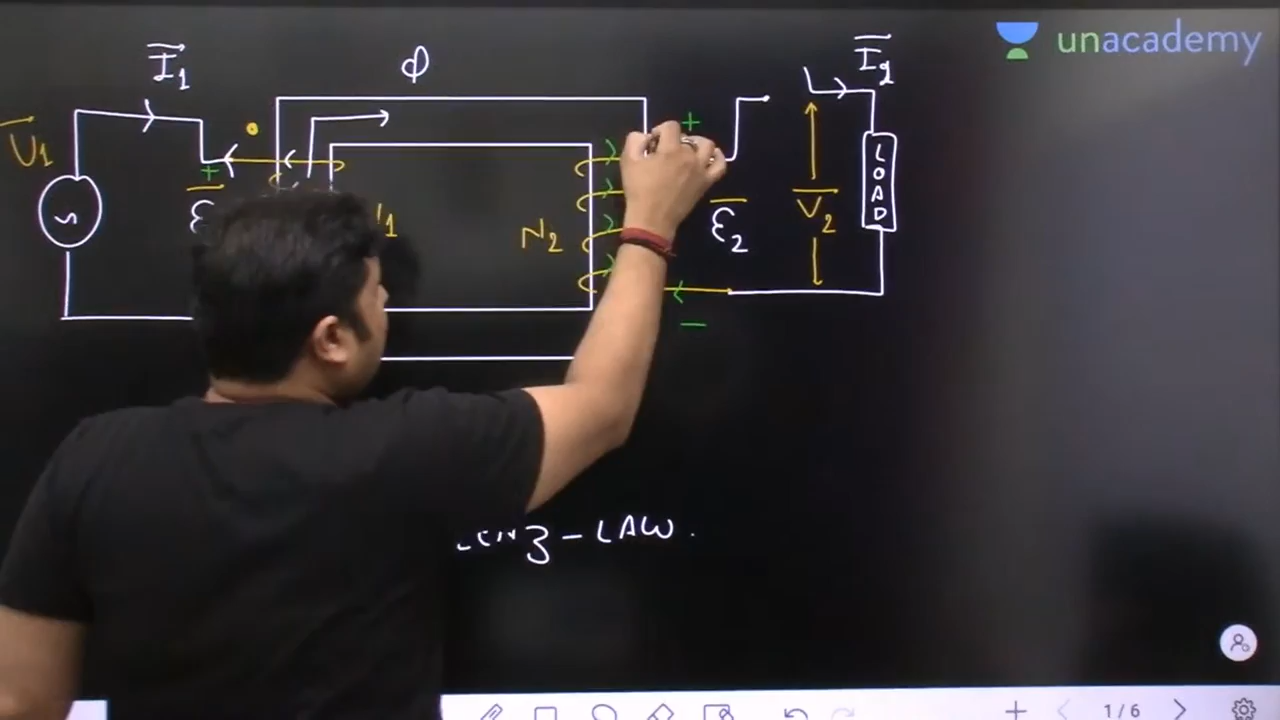 unacademy
I₁
Φ
I₂
V₁
+
+
LOAD
ε
N₂
ε₂
V₂
−
- LAW.
1/6